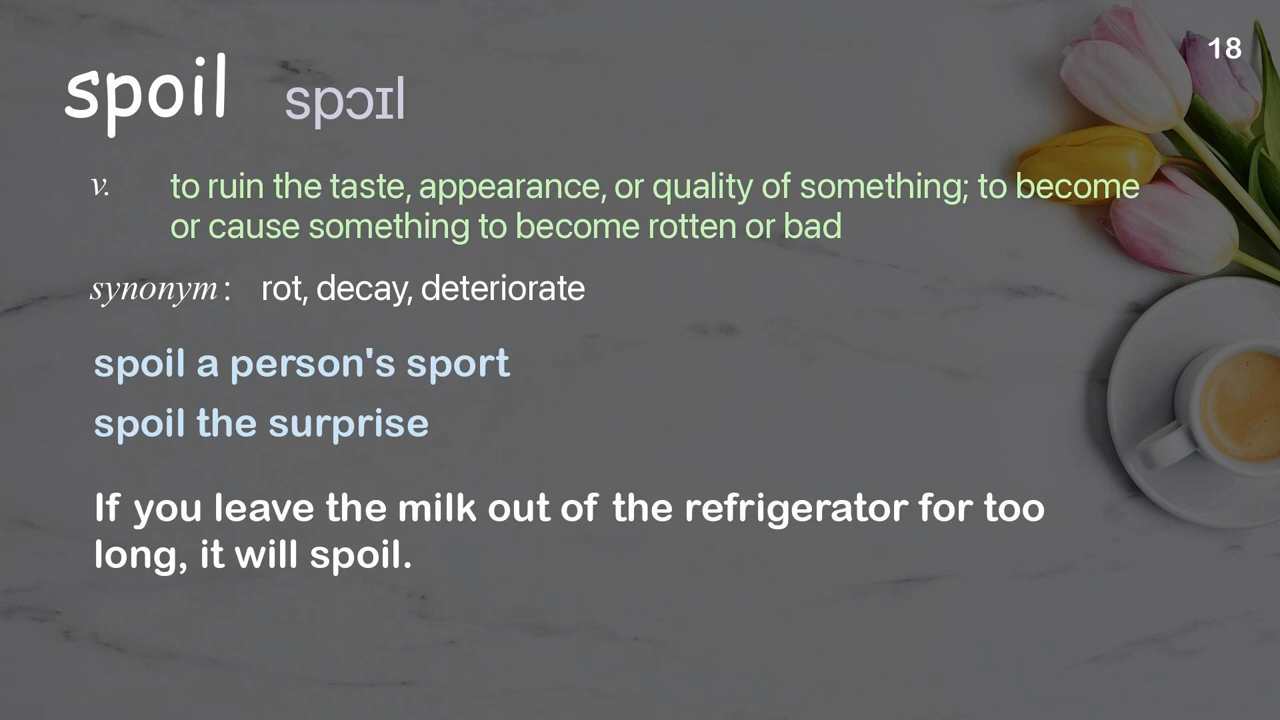 18
spoil spɔɪl
v. to ruin the taste, appearance, or quality of something; to become
or cause something to become rotten or bad
synonym: rot, decay, deteriorate
spoil a person's sport
spoil the surprise
If you leave the milk out of the refrigerator for too
long, it will spoil.